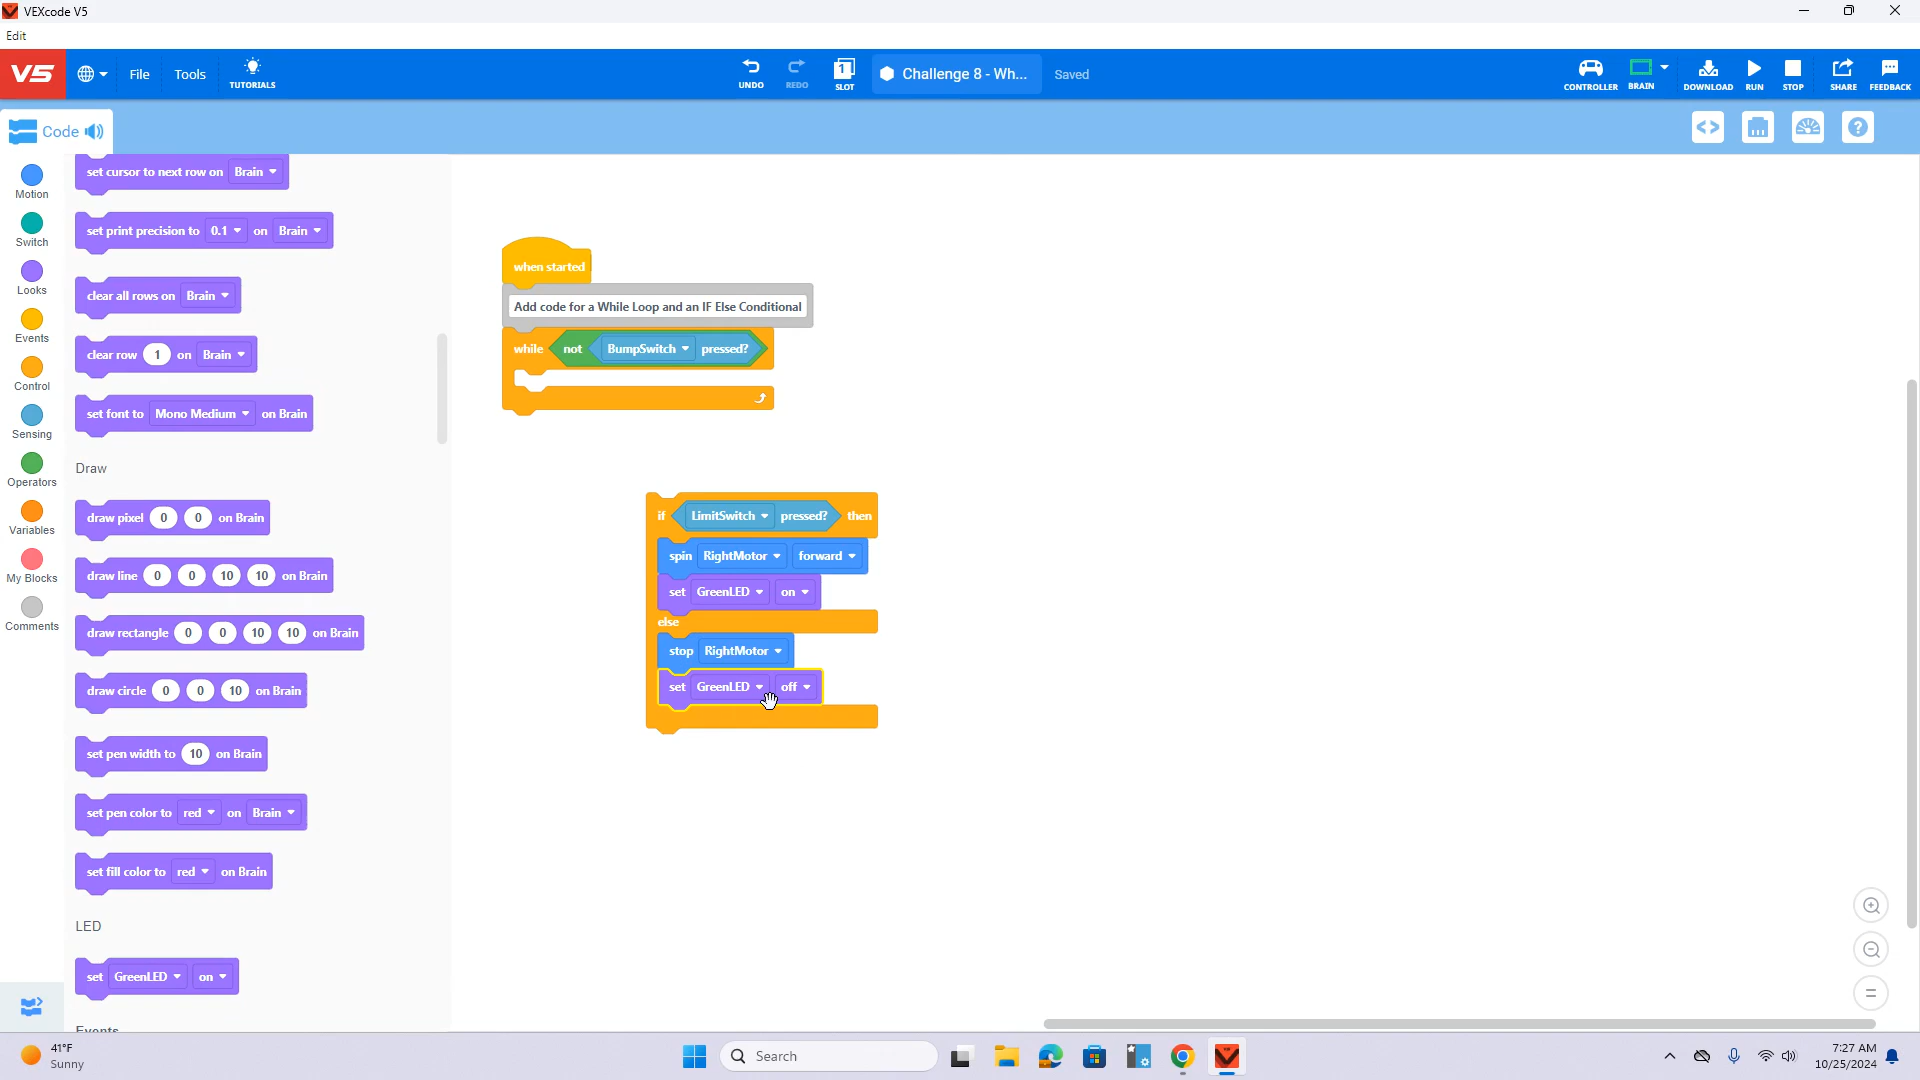 VEXcode V5
Edit
V5
File
Tools
TUTORIALS
UNDO
REDO
1
SLOT
Challenge 8 - Wh...
Saved
CONTROLLER
BRAIN
DOWNLOAD
RUN
STOP
SHARE
FEEDBACK
Code
Motion
Switch
Looks
Events
Control
Sensing
Operators
Variables
My Blocks
Comments
set cursor to next row on Brain
set print precision to 0.1 on Brain
clear all rows on Brain
clear row 1 on Brain
set font to Mono Medium on Brain
Draw
draw pixel 0 0 on Brain
draw line 0 0 10 10 on Brain
draw rectangle 0 0 10 10 on Brain
draw circle 0 0 10 on Brain
set pen width to 10 on Brain
set pen color to red on Brain
set fill color to red on Brain
LED
set GreenLED on
when started
Add code for a While Loop and an IF Else Conditional
while not BumpSwitch pressed?
if LimitSwitch pressed? then
spin RightMotor forward
set GreenLED on
else
stop RightMotor
set GreenLED off
41°F
Sunny
Search
7:27 AM
10/25/2024